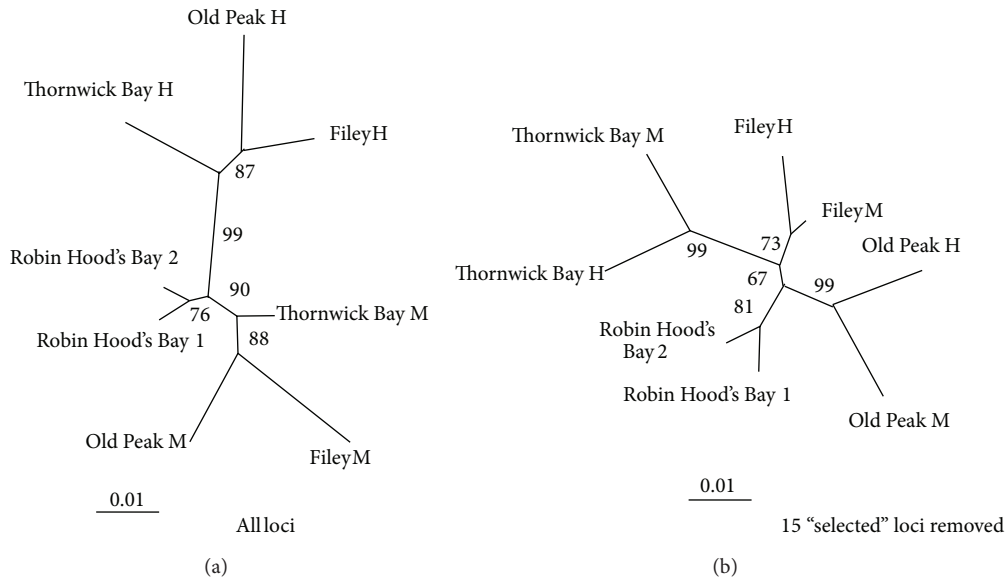 Old Peak H
Thornwick Bay H
Filey H
87
99
Robin Hood's Bay 2
90
76
Thornwick Bay M
Robin Hood's Bay 1
88
Old Peak M
Filey M
0.01
All loci
(a)
Filey H
Thornwick Bay M
Filey M
Old Peak H
73
99
Thornwick Bay H
67
99
81
Robin Hood's
Bay 2
Robin Hood's Bay 1
Old Peak M
0.01
15 “selected” loci removed
(b)